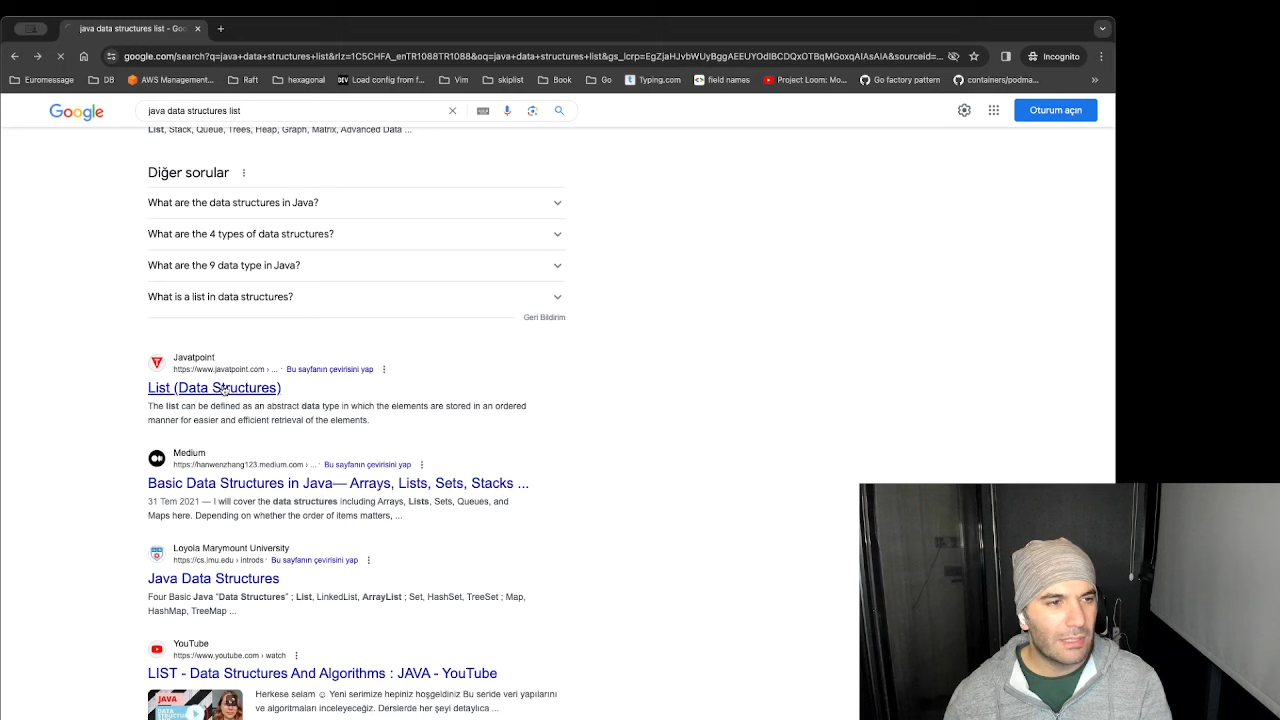 java data structures list - Goo
google.com/search?q=java+data+structures+list&rlz=1C5CHFA_enTR1088TR1088&oq=java+data+structures+list&gs_lcrp=EgZjaHJvbWUyBggAEEUYOdIBCDQxOTBqMGoxqAIAsAIA&sourceid=...
Incognito
Euromessage
DB
AWS Management...
Raft
hexagonal
Load config from f...
Vim
skiplist
Book
Go
Typing.com
field names
Project Loom: Mo...
Go factory pattern
containers/podma...
Google
java data structures list
Oturum açın
List, Stack, Queue, Trees, Heap, Graph, Matrix, Advanced Data ...
Diğer sorular
What are the data structures in Java?
What are the 4 types of data structures?
What are the 9 data type in Java?
What is a list in data structures?
Geri Bildirim
Javatpoint
https://www.javatpoint.com › ... · Bu sayfanın çevirisini yap
List (Data Structures)
The list can be defined as an abstract data type in which the elements are stored in an ordered
manner for easier and efficient retrieval of the elements.
Medium
https://hanwenzhang123.medium.com › ... · Bu sayfanın çevirisini yap
Basic Data Structures in Java— Arrays, Lists, Sets, Stacks ...
31 Tem 2021 — I will cover the data structures including Arrays, Lists, Sets, Queues, and
Maps here. Depending on whether the order of items matters, ...
Loyola Marymount University
https://cs.lmu.edu › introds · Bu sayfanın çevirisini yap
Java Data Structures
Four Basic Java "Data Structures" ; List, LinkedList, ArrayList ; Set, HashSet, TreeSet ; Map,
HashMap, TreeMap ...
YouTube
https://www.youtube.com › watch
LIST - Data Structures And Algorithms : JAVA - YouTube
Herkese selam ☺ Yeni serimize hepiniz hoşgeldiniz Bu seride veri yapılarını
ve algoritmaları inceleyeceğiz. Derslerde her şeyi detaylıca ...
JAVA